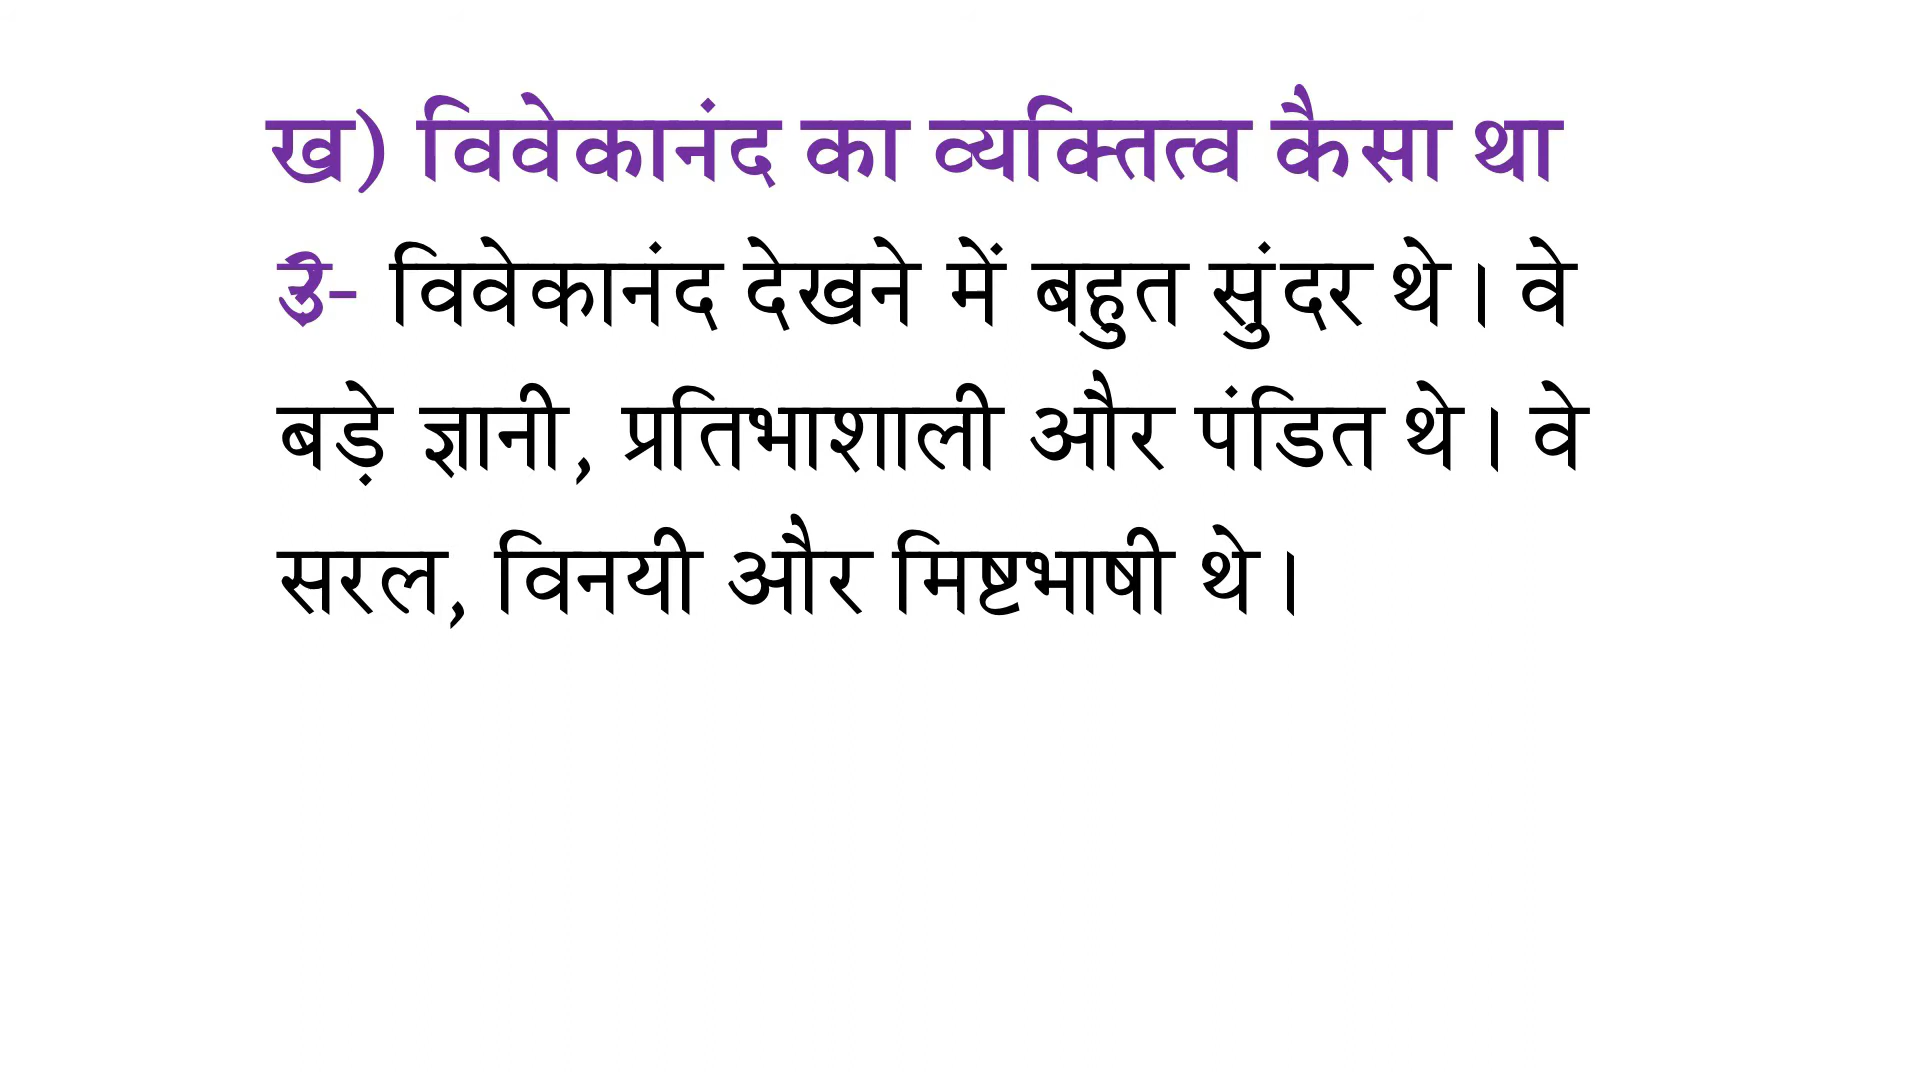 ख) विवेकानंद का व्यक्तित्व कैसा था
उ- विवेकानंद देखने में बहुत सुंदर थे। वे
बड़े ज्ञानी, प्रतिभाशाली और पंडित थे। वे
सरल, विनयी और मिष्टभाषी थे।